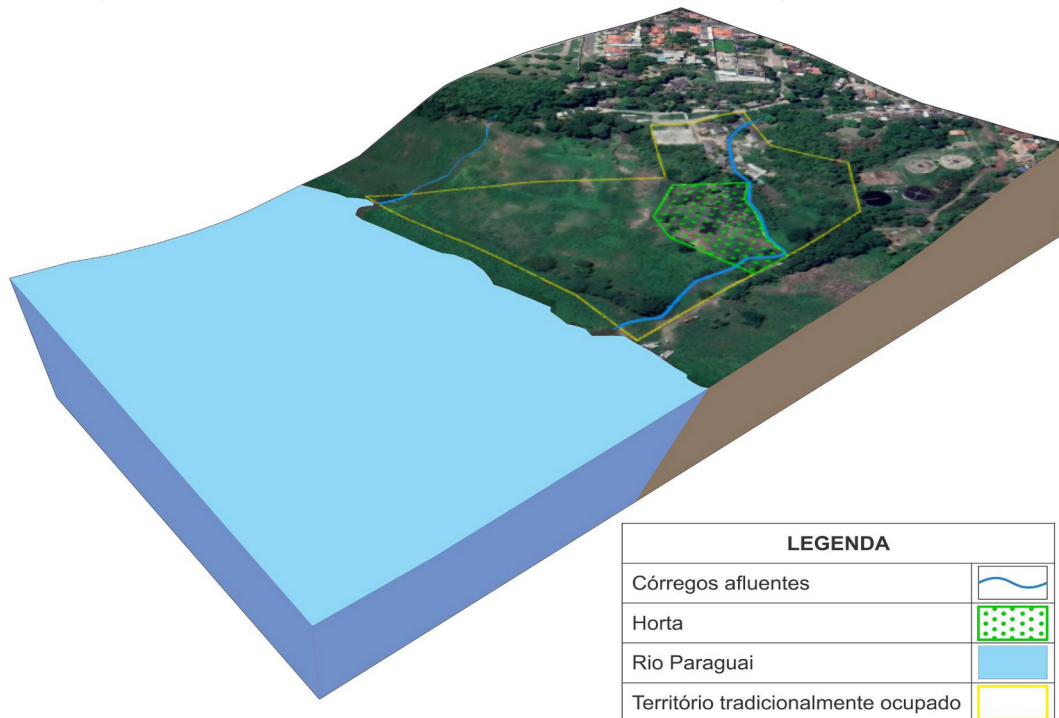 LEGENDA
Córregos afluentes
Horta
Rio Paraguai
Território tradicionalmente ocupado